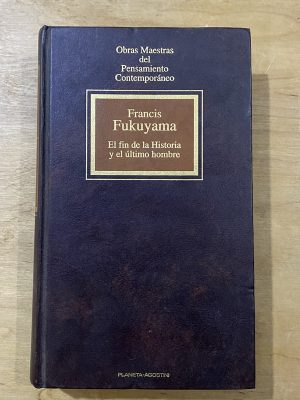 Obras Maestras
del
Pensamiento
Contemporáneo
Francis
Fukuyama
El fin de la Historia
y el último hombre
PLANETA-AGOSTINI